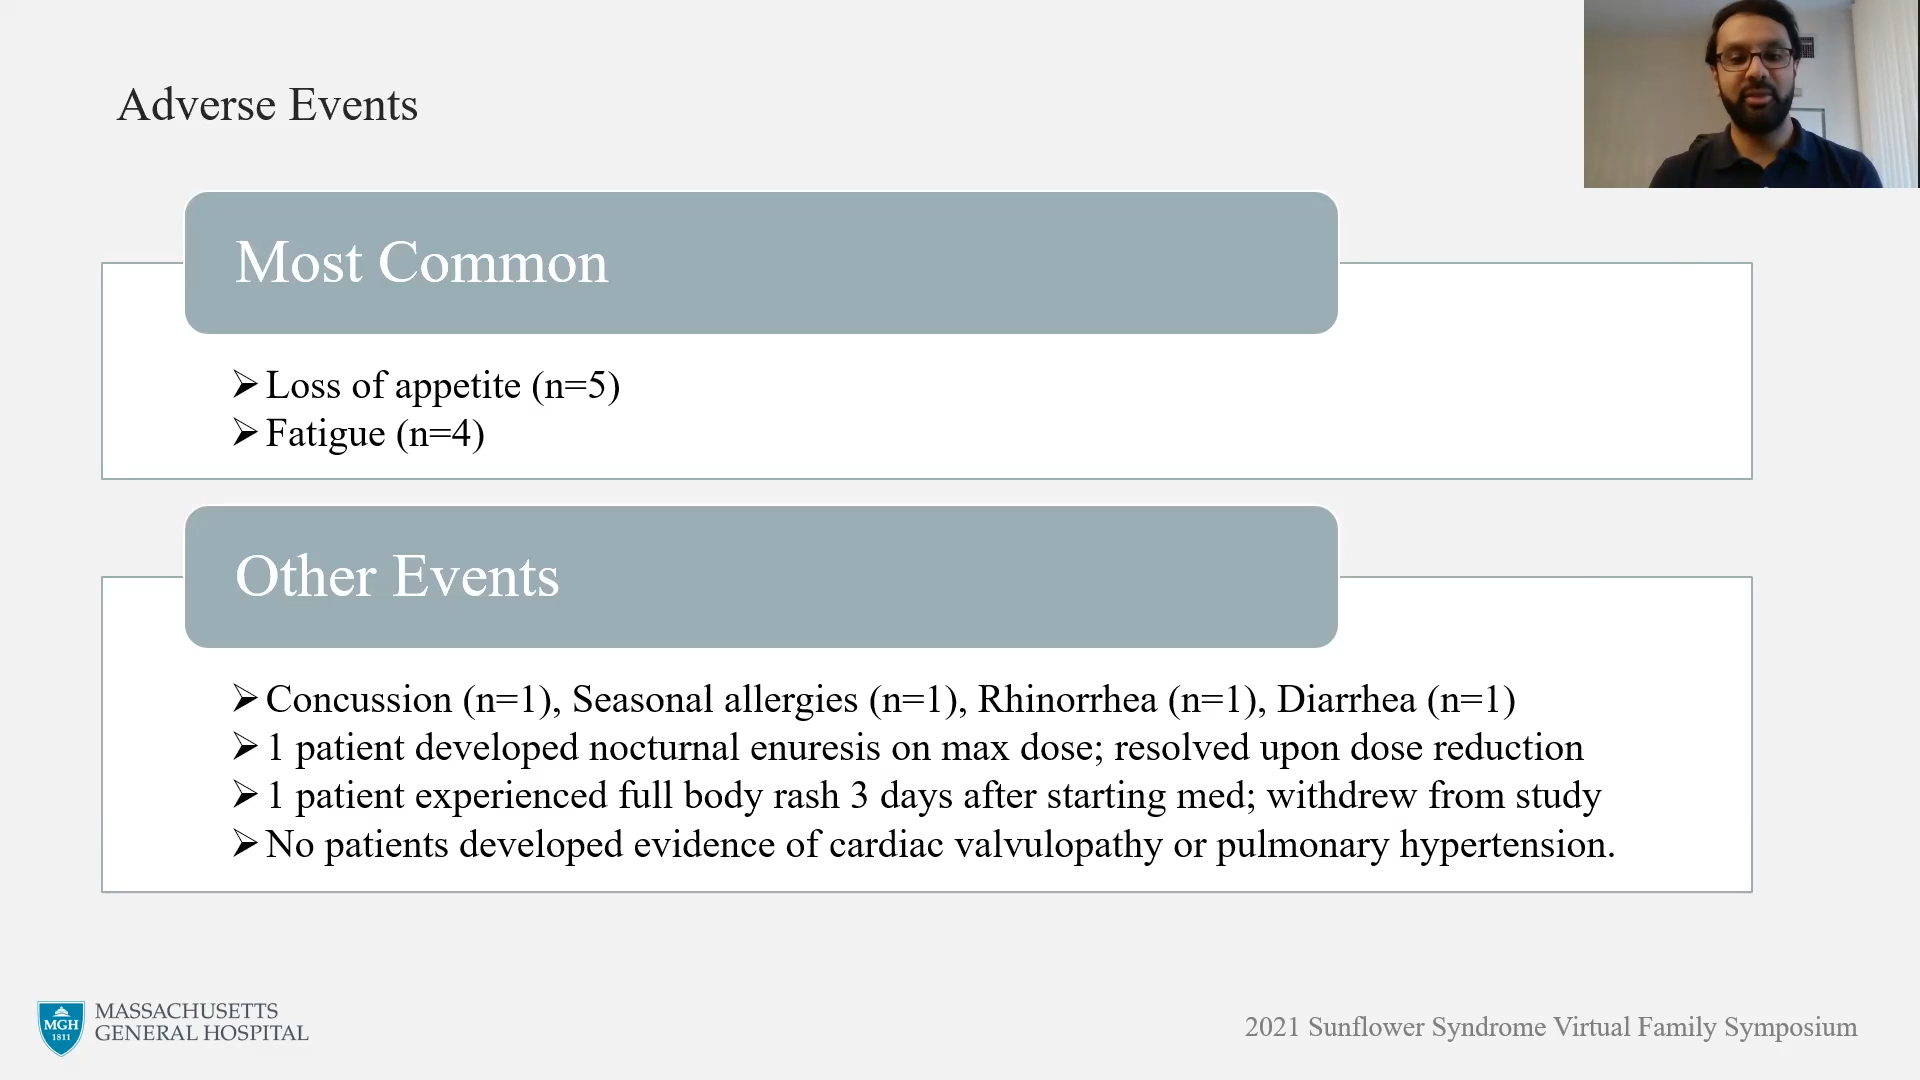 Adverse Events
Most Common
➢Loss of appetite (n=5)
➢Fatigue (n=4)
Other Events
➢Concussion (n=1), Seasonal allergies (n=1), Rhinorrhea (n=1), Diarrhea (n=1)
➢1 patient developed nocturnal enuresis on max dose; resolved upon dose reduction
➢1 patient experienced full body rash 3 days after starting med; withdrew from study
➢No patients developed evidence of cardiac valvulopathy or pulmonary hypertension.
MGH
1811
MASSACHUSETTS
GENERAL HOSPITAL
2021 Sunflower Syndrome Virtual Family Symposium